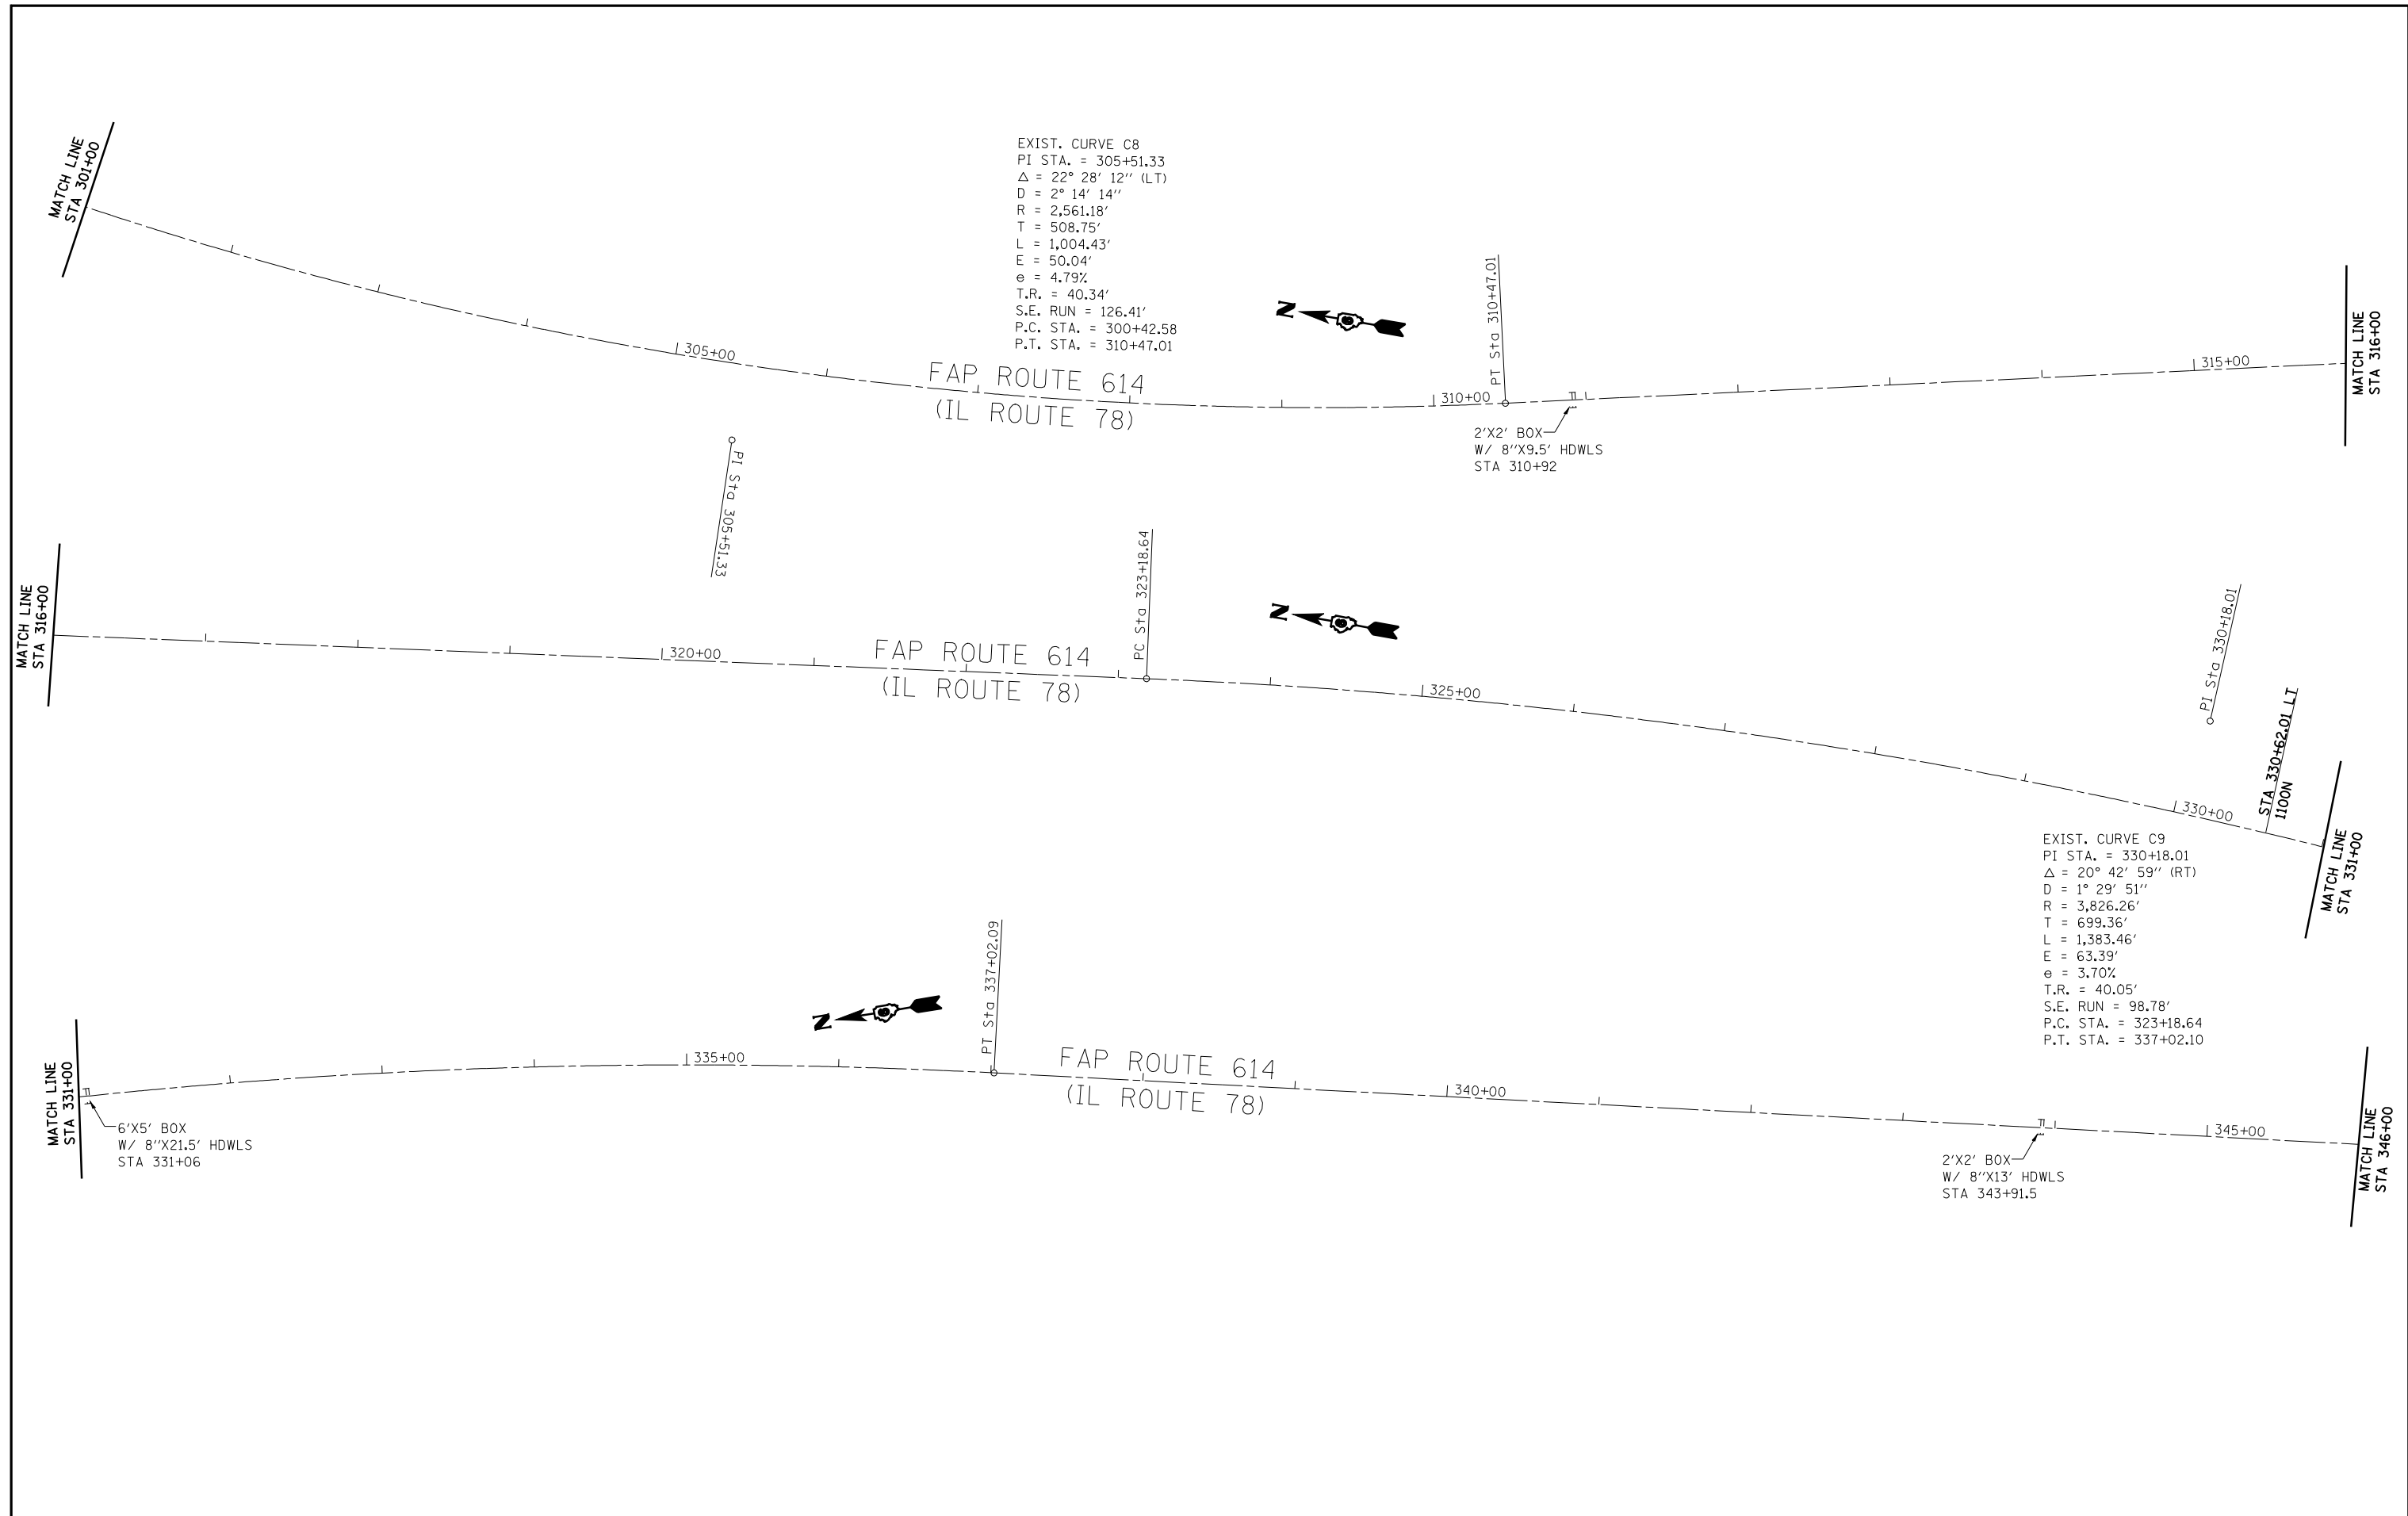 MATCH LINE
STA 301+00
EXIST. CURVE C8
PI STA. = 305+51.33
Δ = 22° 28' 12'' (LT)
D = 2° 14' 14''
R = 2,561.18'
T = 508.75'
L = 1,004.43'
E = 50.04'
e = 4.79%
T.R. = 40.34'
S.E. RUN = 126.41'
P.C. STA. = 300+42.58
P.T. STA. = 310+47.01
N
PT Sta 310+47.01
305+00
310+00
315+00
MATCH LINE
STA 316+00
FAP ROUTE 614
(IL ROUTE 78)
2'X2' BOX
W/ 8''X9.5' HDWLS
STA 310+92
PI Sta 305+51.33
MATCH LINE
STA 316+00
320+00
FAP ROUTE 614
(IL ROUTE 78)
PC Sta 323+18.64
N
325+00
PI Sta 330+18.01
330+00
STA 330+62.01 LT
1100N
MATCH LINE
STA 331+00
EXIST. CURVE C9
PI STA. = 330+18.01
Δ = 20° 42' 59'' (RT)
D = 1° 29' 51''
R = 3,826.26'
T = 699.36'
L = 1,383.46'
E = 63.39'
e = 3.70%
T.R. = 40.05'
S.E. RUN = 98.78'
P.C. STA. = 323+18.64
P.T. STA. = 337+02.10
MATCH LINE
STA 331+00
6'X5' BOX
W/ 8''X21.5' HDWLS
STA 331+06
335+00
N
PT Sta 337+02.09
FAP ROUTE 614
(IL ROUTE 78)
340+00
2'X2' BOX
W/ 8''X13' HDWLS
STA 343+91.5
345+00
MATCH LINE
STA 346+00